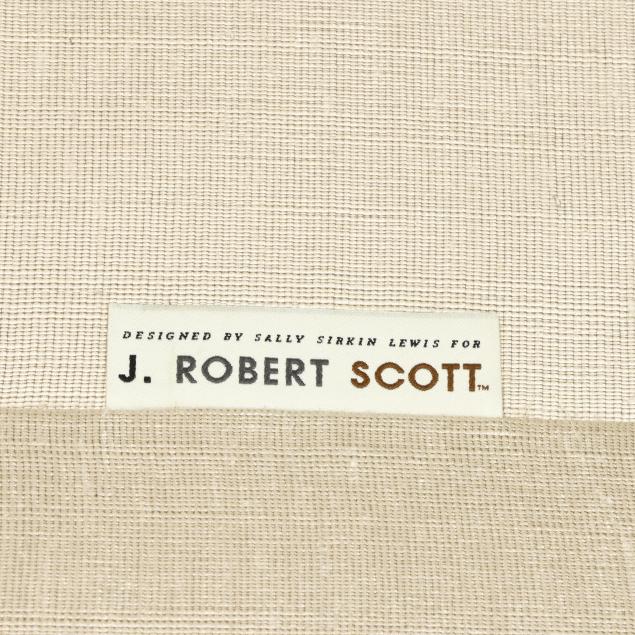 DESIGNED BY SALLY SIRKIN LEWIS FOR
J. ROBERT SCOTT™